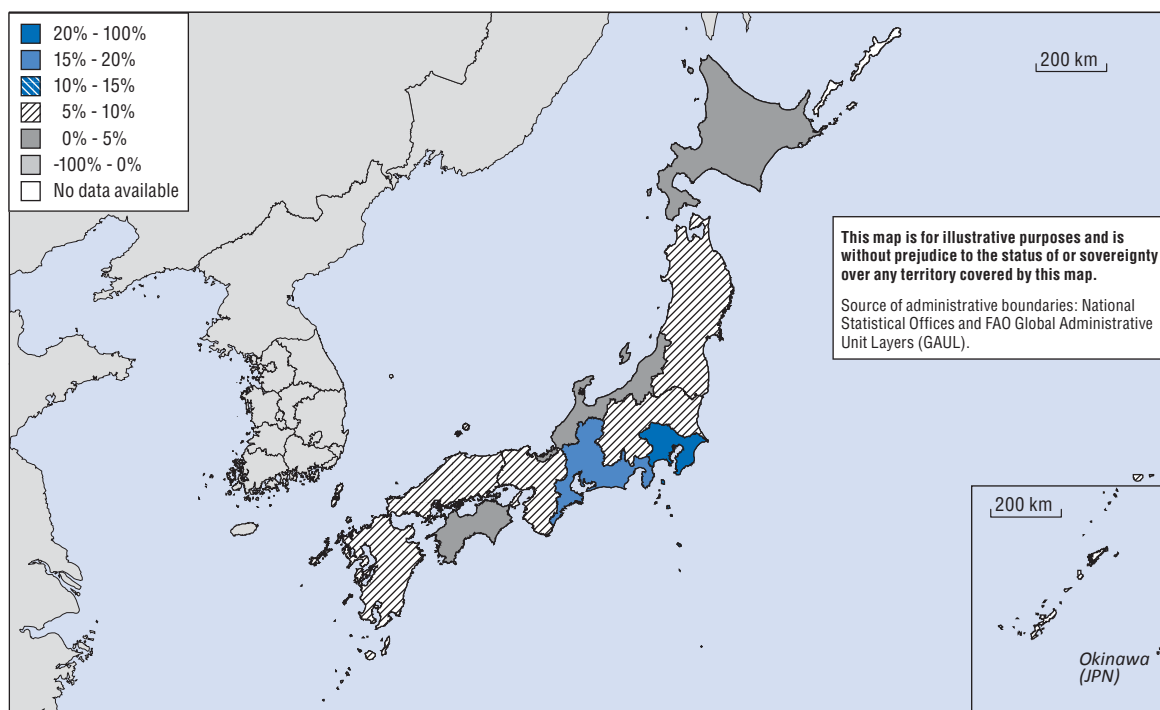 20% - 100%
15% - 20%
10% - 15%
5% - 10%
0% - 5%
-100% - 0%
No data available
200 km
This map is for illustrative purposes and is
without prejudice to the status of or sovereignty
over any territory covered by this map.
Source of administrative boundaries: National
Statistical Offices and FAO Global Administrative
Unit Layers (GAUL).
200 km
Okinawa
(JPN)